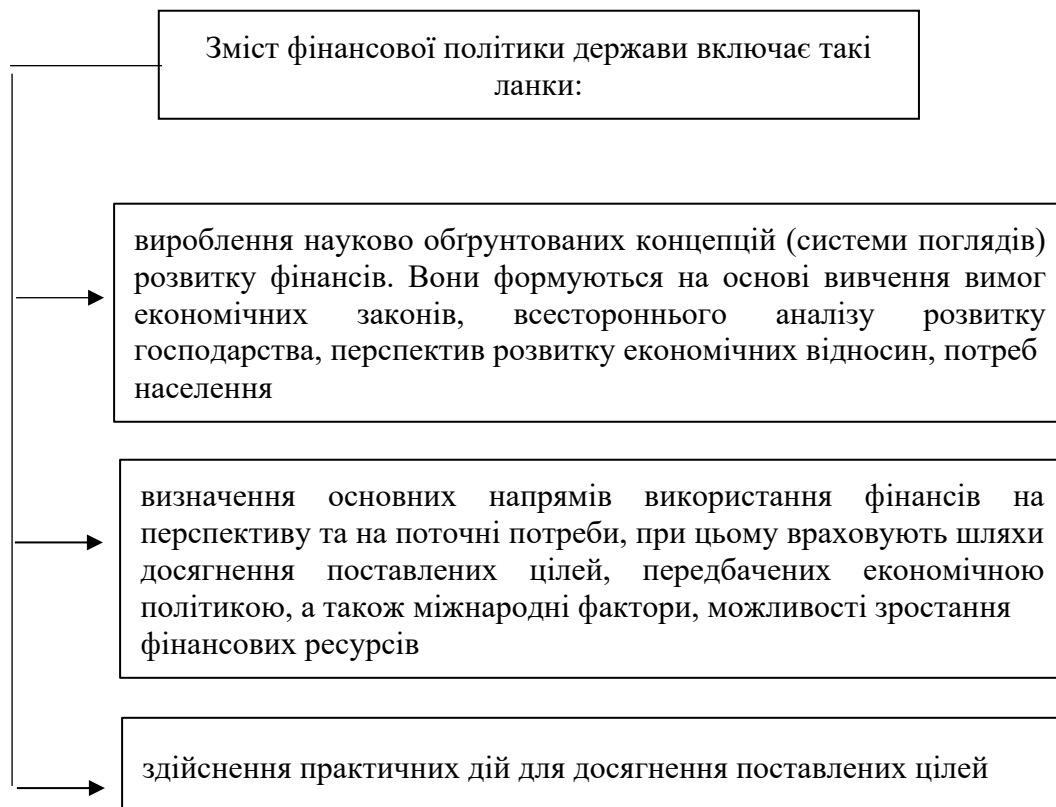 Зміст фінансової політики держави включає такі
ланки:
вироблення науково обґрунтованих концепцій (системи поглядів)
розвитку фінансів. Вони формуються на основі вивчення вимог
економічних законів, всестороннього аналізу розвитку
господарства, перспектив розвитку економічних відносин, потреб
населення
визначення основних напрямів використання фінансів на
перспективу та на поточні потреби, при цьому враховують шляхи
досягнення поставлених цілей, передбачених економічною
політикою, а також міжнародні фактори, можливості зростання
фінансових ресурсів
здійснення практичних дій для досягнення поставлених цілей